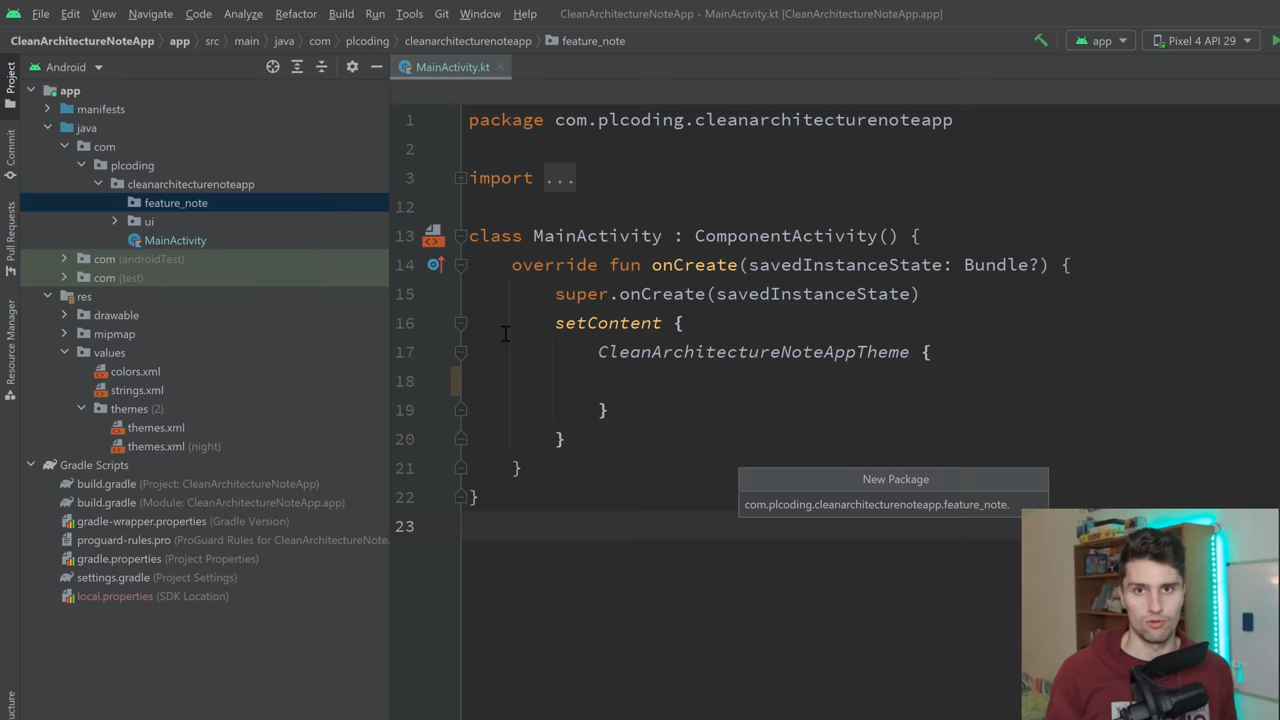 File Edit View Navigate Code Analyze Refactor Build Run Tools Git Window Help CleanArchitectureNoteApp - MainActivity.kt [CleanArchitectureNoteApp.app]
CleanArchitectureNoteApp app src main java com plcoding cleanarchitecturenoteapp feature_note app Pixel 4 API 29
Project
Commit
Pull Requests
Resource Manager
Android
app
manifests
java
com
plcoding
cleanarchitecturenoteapp
feature_note
ui
MainActivity
com (androidTest)
com (test)
res
drawable
mipmap
values
colors.xml
strings.xml
themes (2)
themes.xml
themes.xml (night)
Gradle Scripts
build.gradle (Project: CleanArchitectureNoteApp)
build.gradle (Module: CleanArchitectureNoteApp.app)
gradle-wrapper.properties (Gradle Version)
proguard-rules.pro (ProGuard Rules for CleanArchitectureNote
gradle.properties (Project Properties)
settings.gradle (Project Settings)
local.properties (SDK Location)
MainActivity.kt
1 package com.plcoding.cleanarchitecturenoteapp
2
3 import ...
12
13 class MainActivity : ComponentActivity() {
14 override fun onCreate(savedInstanceState: Bundle?) {
15 super.onCreate(savedInstanceState)
16 setContent {
17 CleanArchitectureNoteAppTheme {
18
19 }
20 }
21 }
22 }
23
New Package
com.plcoding.cleanarchitecturenoteapp.feature_note.